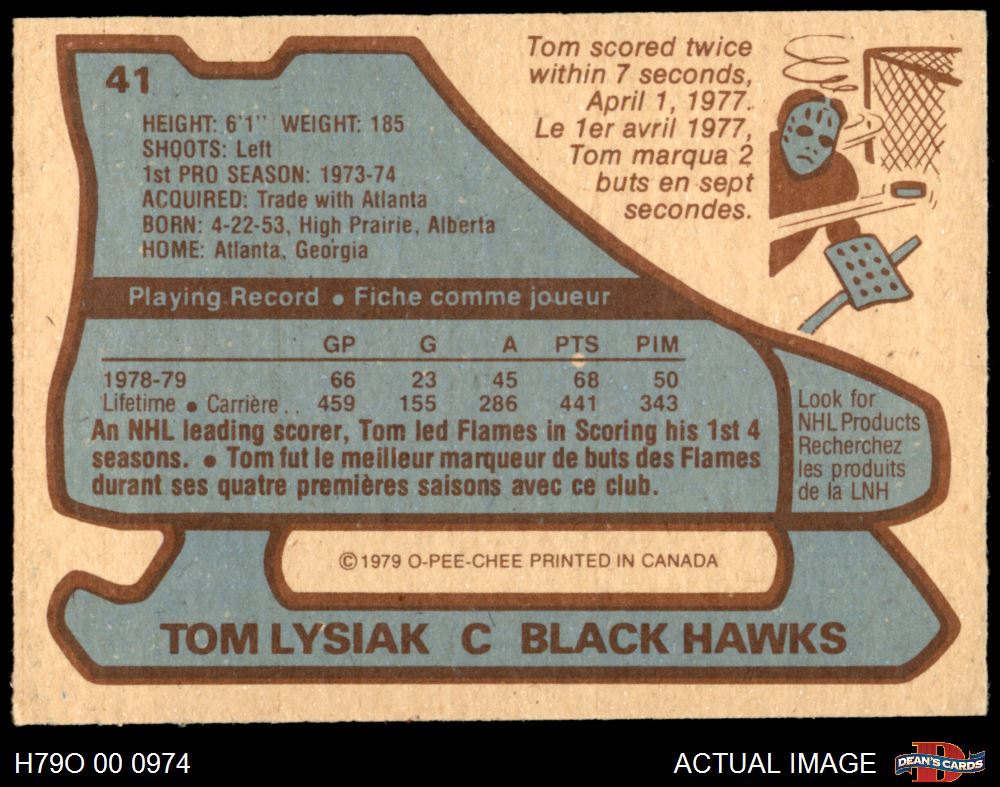 41
Tom scored twice
within 7 seconds,
April 1, 1977.
Le 1er avril 1977,
Tom marqua 2
buts en sept
secondes.
HEIGHT: 6'1" WEIGHT: 185
SHOOTS: Left
1st PRO SEASON: 1973-74
ACQUIRED: Trade with Atlanta
BORN: 4-22-53, High Prairie, Alberta
HOME: Atlanta, Georgia
Playing Record ● Fiche comme joueur
GP G A PTS PIM
1978-79 66 23 45 68 50
Lifetime ● Carrière .. 459 155 286 441 343
An NHL leading scorer, Tom led Flames in Scoring his 1st 4
seasons. ● Tom fut le meilleur marqueur de buts des Flames
durant ses quatre premières saisons avec ce club.
Look for
NHL Products
Recherchez
les produits
de la LNH
©1979 O-PEE-CHEE PRINTED IN CANADA
TOM LYSIAK C BLACK HAWKS
H79O 00 0974
ACTUAL IMAGE
DEAN'S CARDS